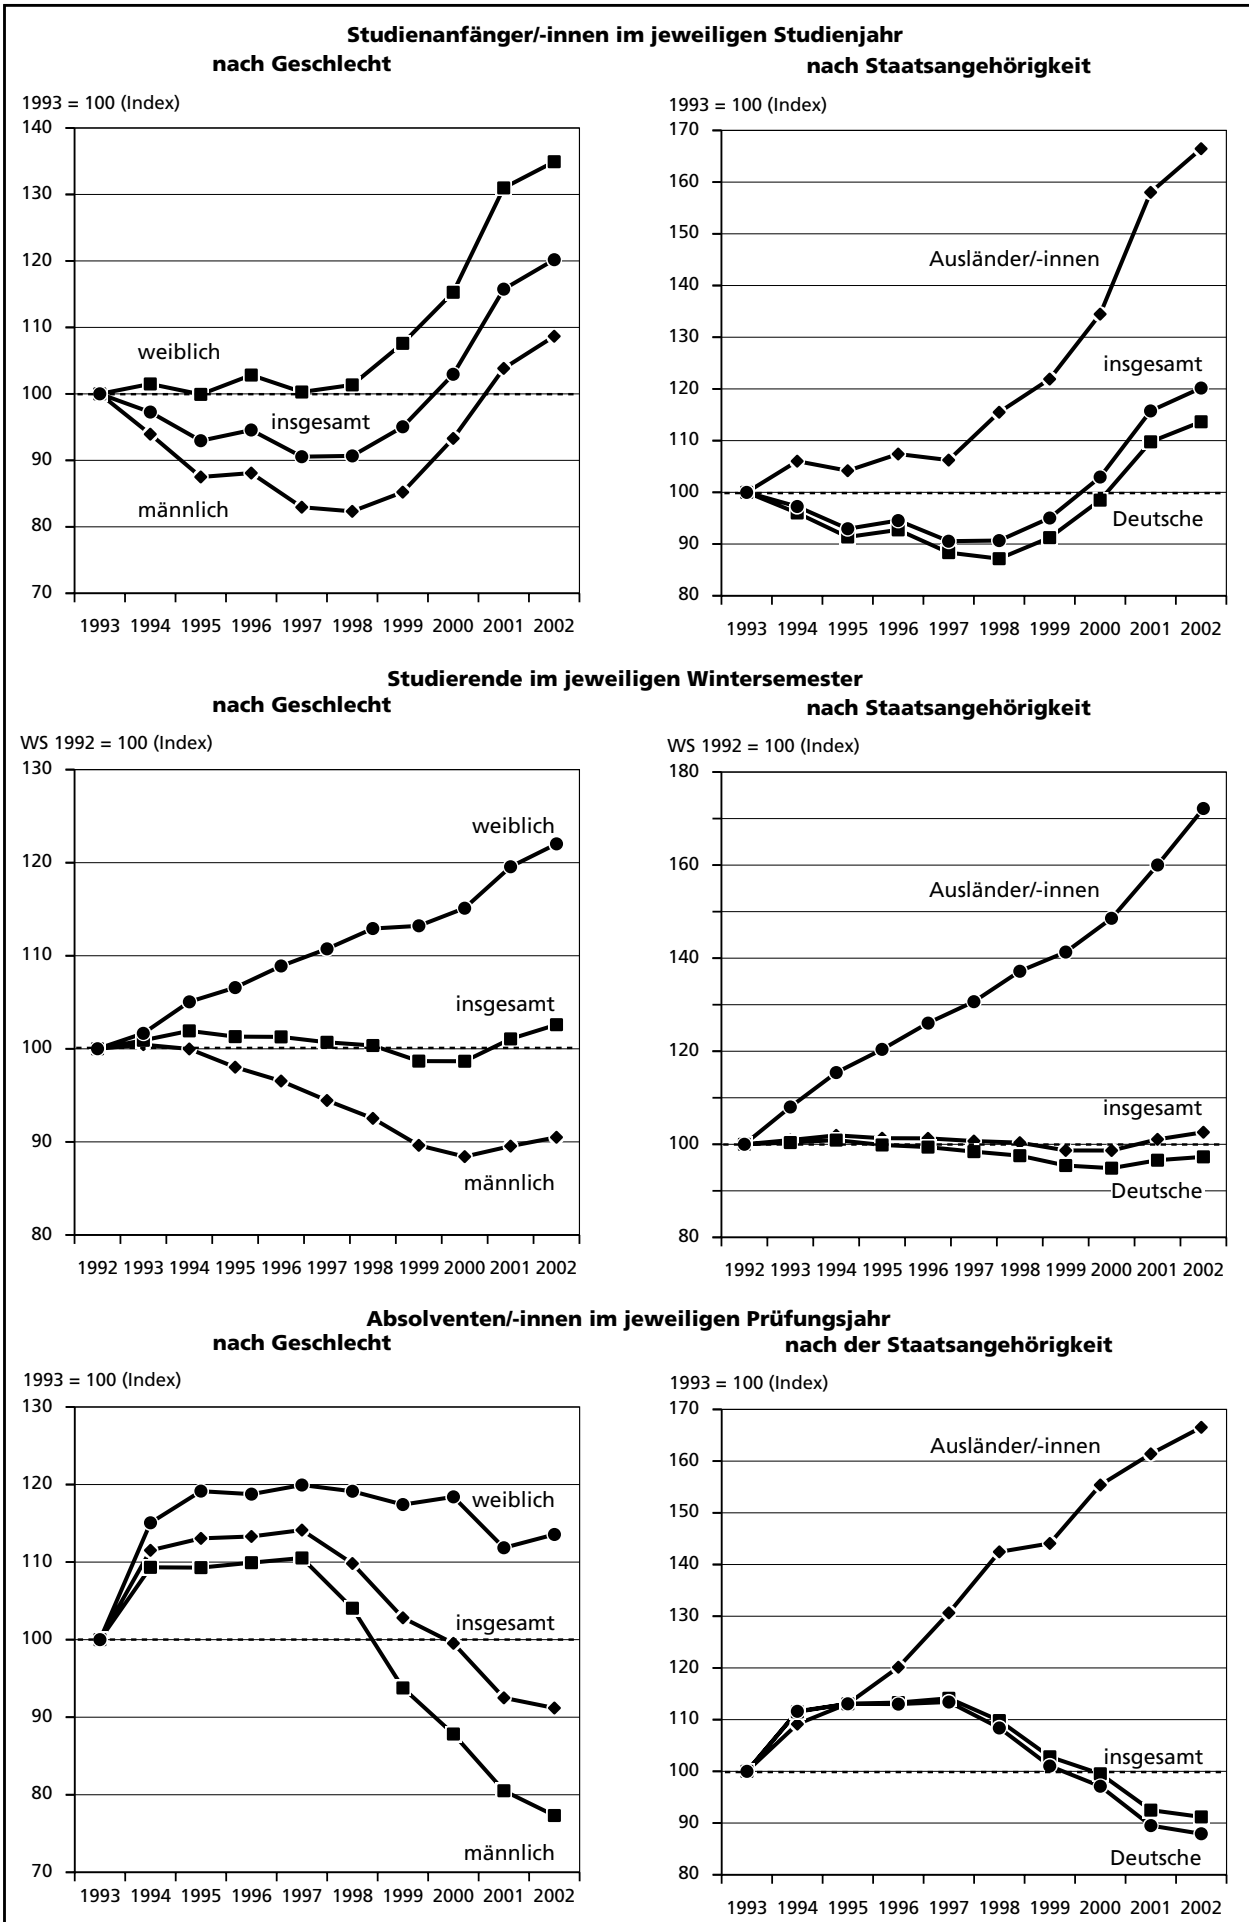 Studienanfänger/-innen im jeweiligen Studienjahr
nach Geschlecht
1993 = 100 (Index)
140
130
120
110
100
90
80
70
weiblich
insgesamt
männlich
1993 1994 1995 1996 1997 1998 1999 2000 2001 2002
nach Staatsangehörigkeit
1993 = 100 (Index)
170
160
150
140
130
120
110
100
90
80
Ausländer/-innen
insgesamt
Deutsche
1993 1994 1995 1996 1997 1998 1999 2000 2001 2002
Studierende im jeweiligen Wintersemester
nach Geschlecht
WS 1992 = 100 (Index)
130
120
110
100
90
80
weiblich
insgesamt
männlich
1992 1993 1994 1995 1996 1997 1998 1999 2000 2001 2002
nach Staatsangehörigkeit
WS 1992 = 100 (Index)
180
160
140
120
100
80
Ausländer/-innen
insgesamt
Deutsche
1992 1993 1994 1995 1996 1997 1998 1999 2000 2001 2002
Absolventen/-innen im jeweiligen Prüfungsjahr
nach Geschlecht
1993 = 100 (Index)
130
120
110
100
90
80
70
weiblich
insgesamt
männlich
1993 1994 1995 1996 1997 1998 1999 2000 2001 2002
nach der Staatsangehörigkeit
1993 = 100 (Index)
170
160
150
140
130
120
110
100
90
80
Ausländer/-innen
insgesamt
Deutsche
1993 1994 1995 1996 1997 1998 1999 2000 2001 2002